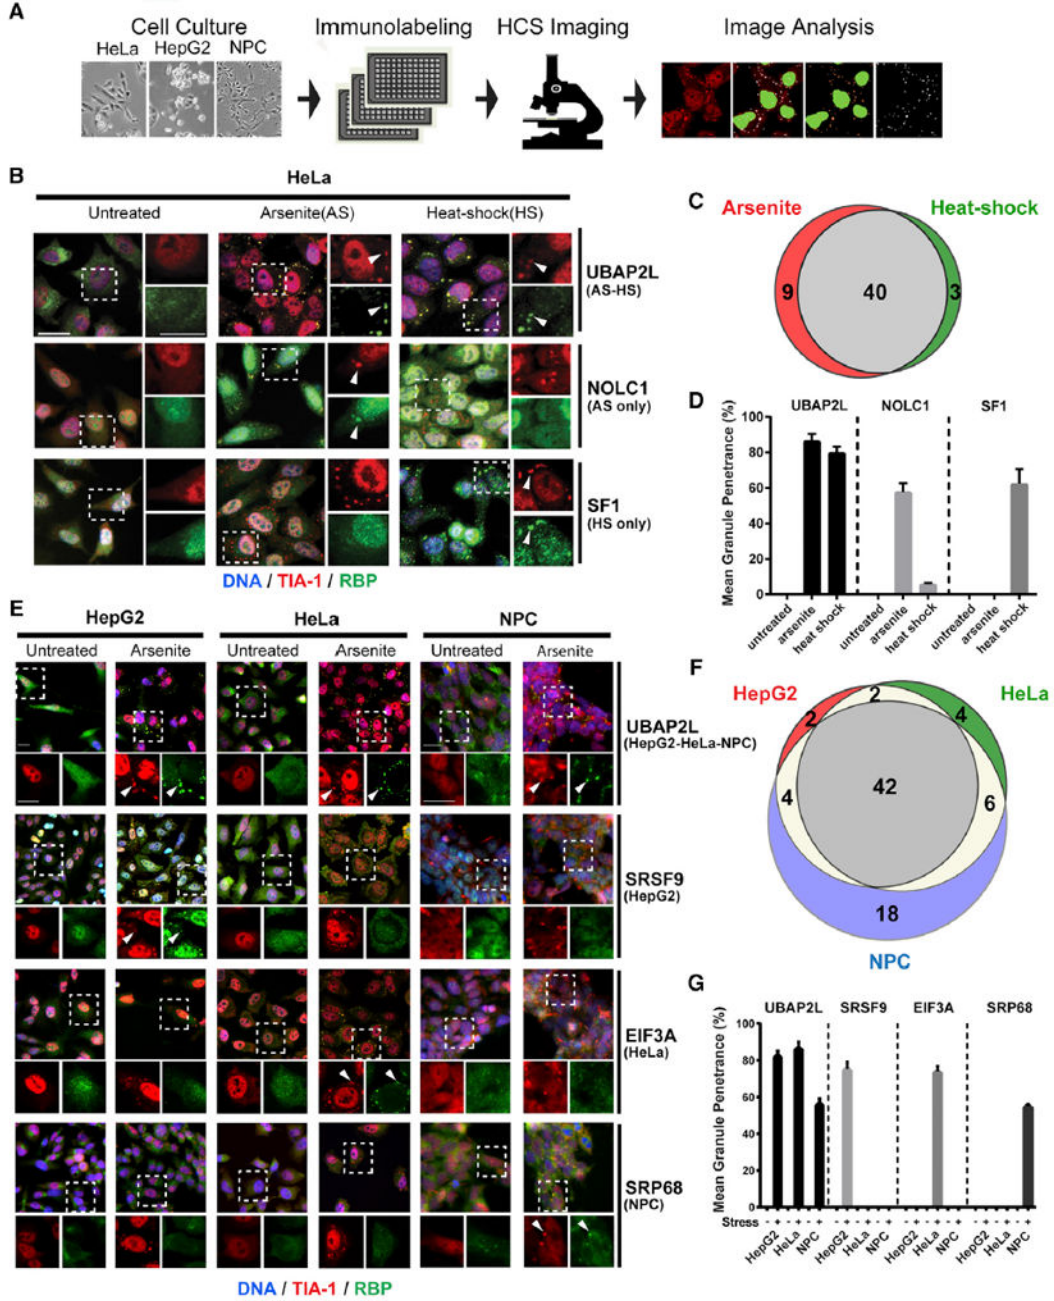 A
Cell Culture
HeLa HepG2 NPC
Immunolabeling
HCS Imaging
Image Analysis
B
HeLa
Untreated
Arsenite(AS)
Heat-shock(HS)
UBAP2L
(AS-HS)
NOLC1
(AS only)
SF1
(HS only)
DNA / TIA-1 / RBP
C
Arsenite
Heat-shock
9
40
3
D
UBAP2L
NOLC1
SF1
Mean Granule Penetrance (%)
100
80
60
40
20
0
untreated
arsenite
heat shock
untreated
arsenite
heat shock
untreated
arsenite
heat shock
E
HepG2
HeLa
NPC
Untreated
Arsenite
Untreated
Arsenite
Untreated
Arsenite
UBAP2L
(HepG2-HeLa-NPC)
SRSF9
(HepG2)
EIF3A
(HeLa)
SRP68
(NPC)
DNA / TIA-1 / RBP
F
HepG2
HeLa
2
2
4
42
4
6
18
NPC
G
UBAP2L
SRSF9
EIF3A
SRP68
Mean Granule Penetrance (%)
100
80
60
40
20
0
Stress - + - + - + - + - + - + - + - + - + - + - + - +
HepG2
HeLa
NPC
HepG2
HeLa
NPC
HepG2
HeLa
NPC
HepG2
HeLa
NPC